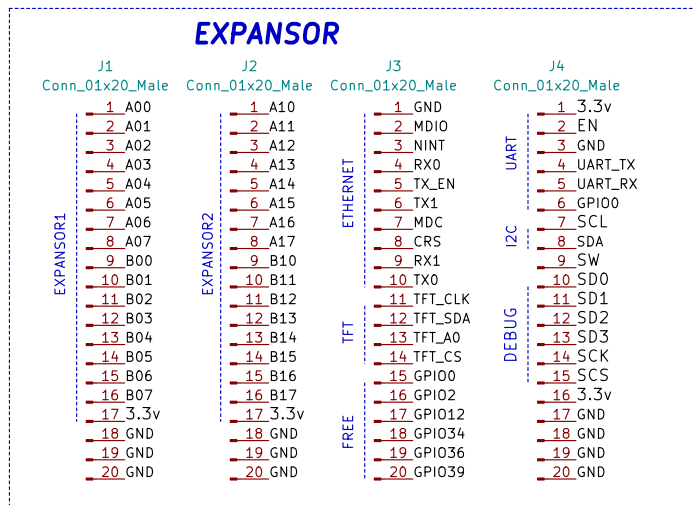 EXPANSOR
J1
Conn_01x20_Male
1 A00
2 A01
3 A02
4 A03
5 A04
6 A05
7 A06
8 A07
9 B00
10 B01
11 B02
12 B03
13 B04
14 B05
15 B06
16 B07
17 3.3v
18 GND
19 GND
20 GND
EXPANSOR1
J2
Conn_01x20_Male
1 A10
2 A11
3 A12
4 A13
5 A14
6 A15
7 A16
8 A17
9 B10
10 B11
11 B12
12 B13
13 B14
14 B15
15 B16
16 B17
17 3.3v
18 GND
19 GND
20 GND
EXPANSOR2
J3
Conn_01x20_Male
1 GND
2 MDIO
3 NINT
4 RX0
5 TX_EN
6 TX1
7 MDC
8 CRS
9 RX1
10 TX0
11 TFT_CLK
12 TFT_SDA
13 TFT_A0
14 TFT_CS
15 GPIO0
16 GPIO2
17 GPIO12
18 GPIO34
19 GPIO36
20 GPIO39
ETHERNET
TFT
FREE
J4
Conn_01x20_Male
1 3.3v
2 EN
3 GND
4 UART_TX
5 UART_RX
6 GPIO0
7 SCL
8 SDA
9 SW
10 SD0
11 SD1
12 SD2
13 SD3
14 SCK
15 SCS
16 3.3v
17 GND
18 GND
19 GND
20 GND
UART
I2C
DEBUG